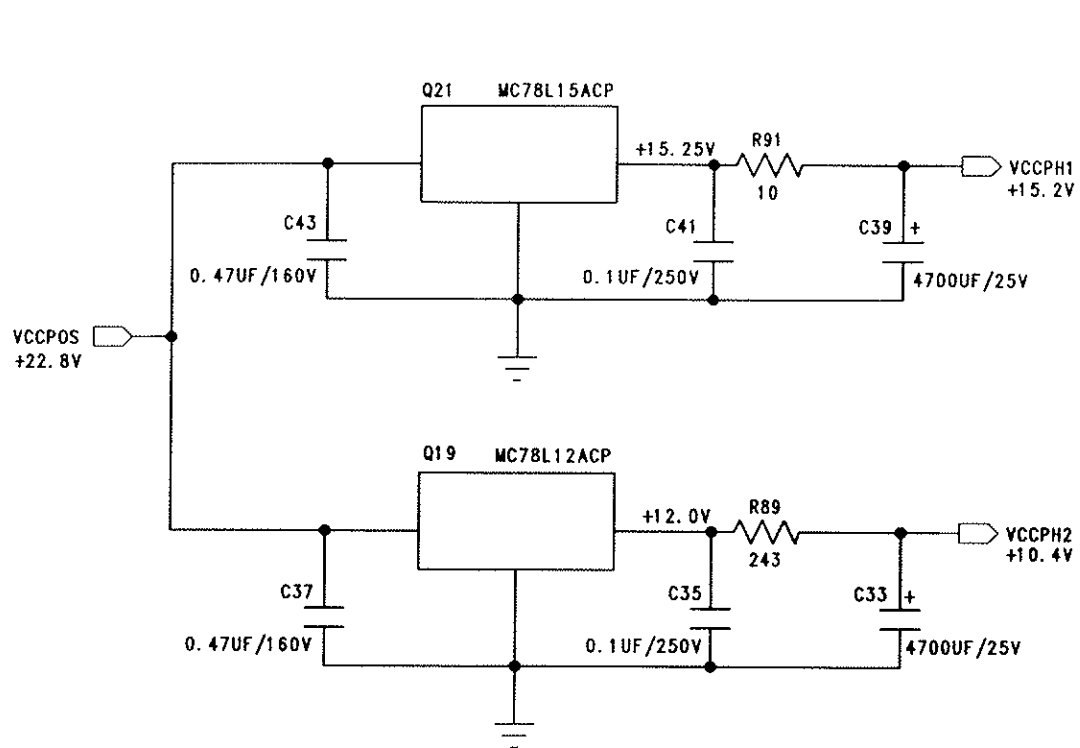 Q21 MC78L15ACP
+15.25V
R91
10
VCCPH1
+15.2V
C43
0.47UF/160V
C41
0.1UF/250V
C39 +
4700UF/25V
VCCPOS
+22.8V
Q19 MC78L12ACP
+12.0V
R89
243
VCCPH2
+10.4V
C37
0.47UF/160V
C35
0.1UF/250V
C33 +
4700UF/25V